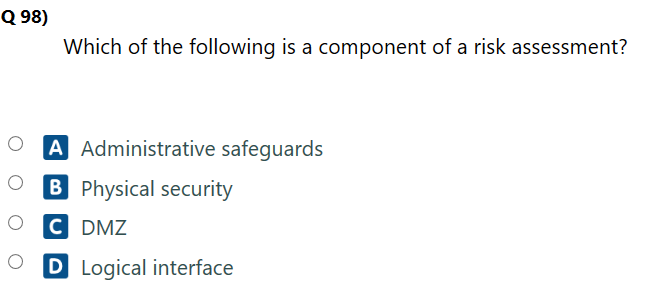 Q 98)
Which of the following is a component of a risk assessment?
A Administrative safeguards
B Physical security
C DMZ
D Logical interface